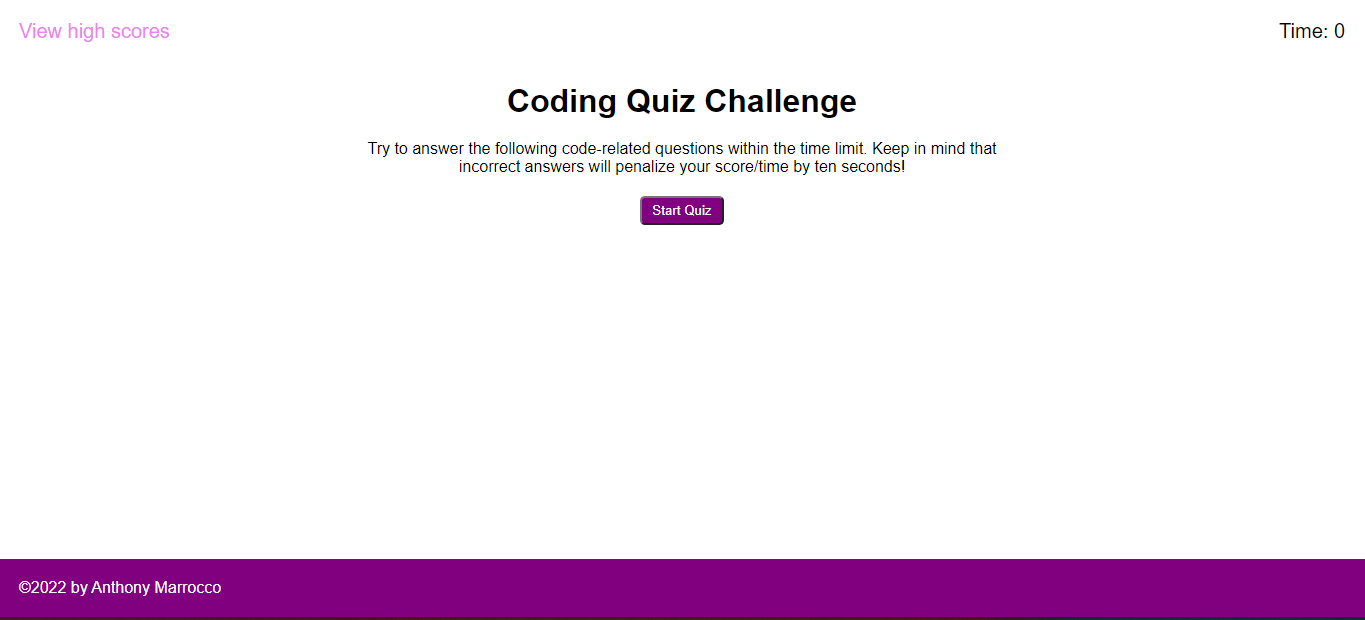 View high scores
Time: 0
Coding Quiz Challenge
Try to answer the following code-related questions within the time limit. Keep in mind that
incorrect answers will penalize your score/time by ten seconds!
Start Quiz
©2022 by Anthony Marrocco